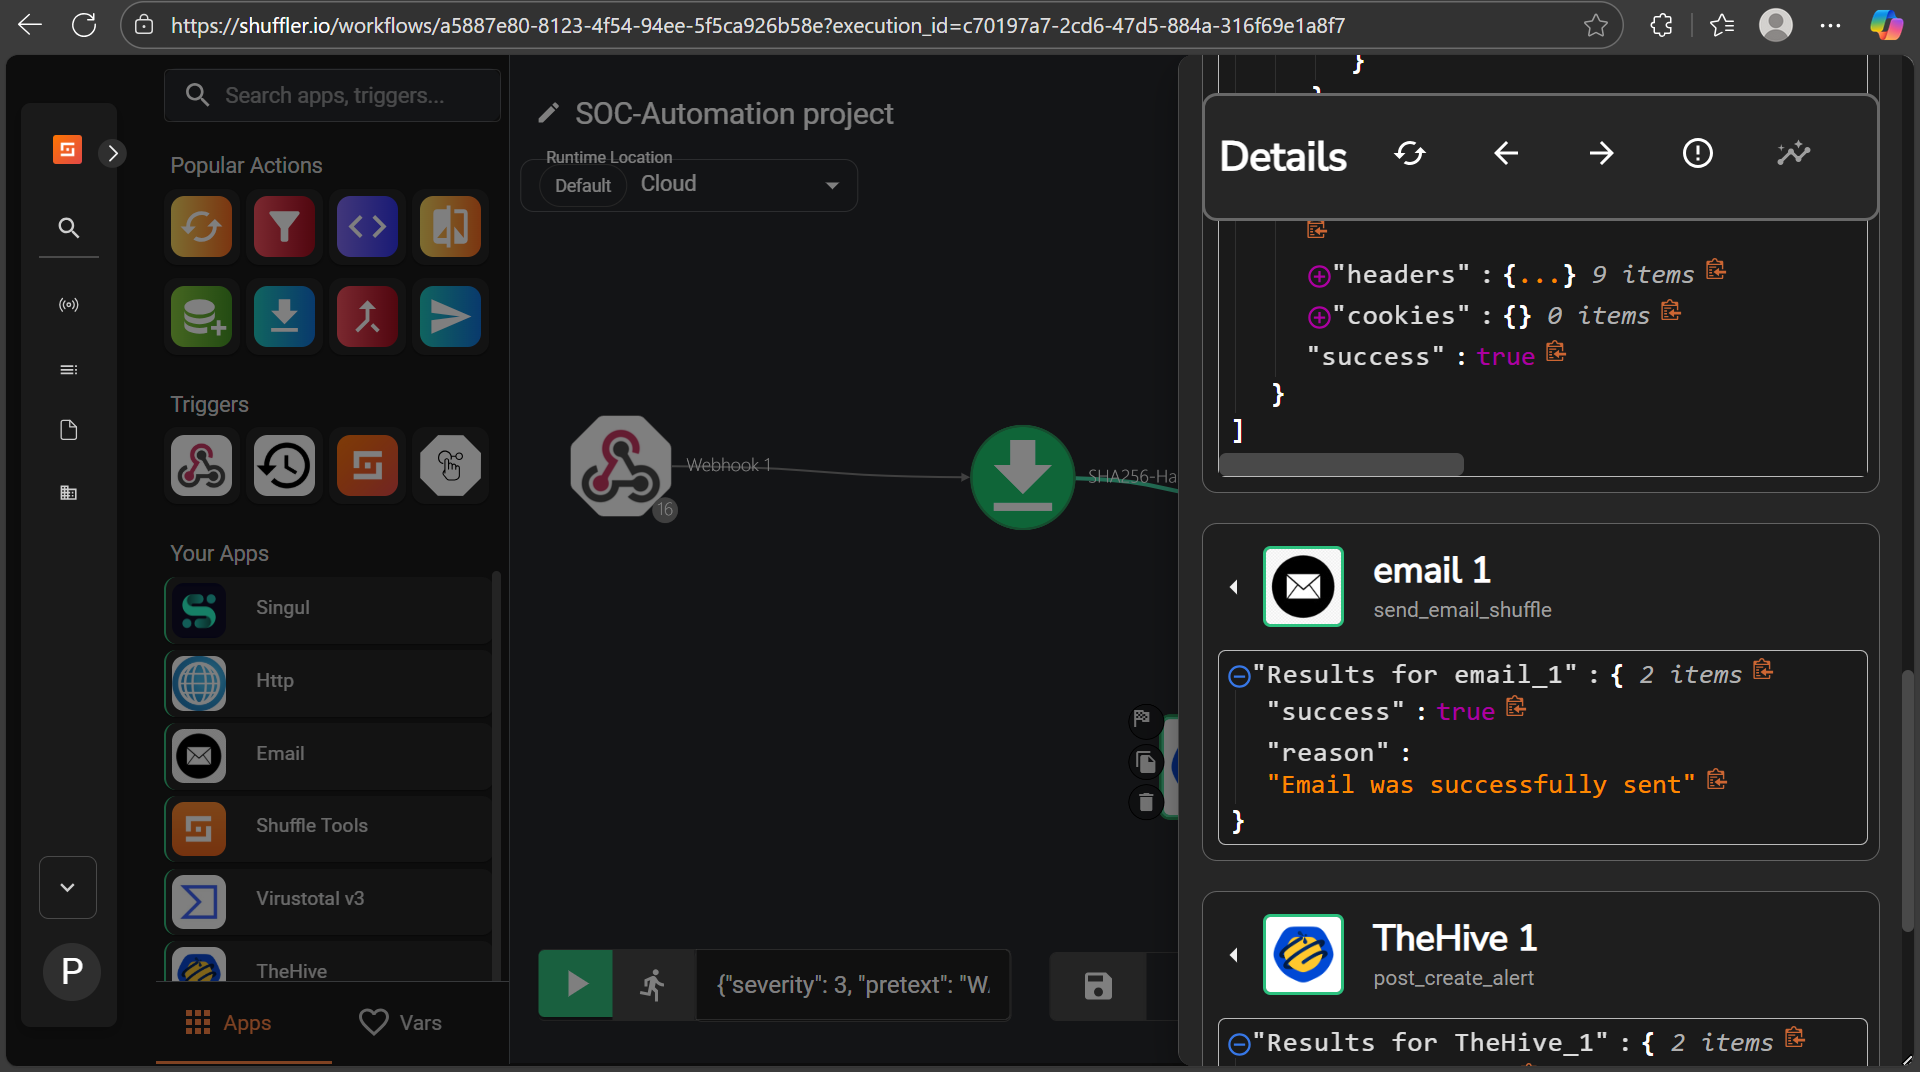 https://shuffler.io/workflows/a5887e80-8123-4f54-94ee-5f5ca926b58e?execution_id=c70197a7-2cd6-47d5-884a-316f69e1a8f7
Search apps, triggers...
Popular Actions
Triggers
Your Apps
Singul
Http
Email
Shuffle Tools
Virustotal v3
TheHive
Apps
Vars
P
SOC-Automation project
Runtime Location
Default
Cloud
Webhook 1
16
SHA256-Ha
{"severity": 3, "pretext": "W
}
Details
"headers" : {...} 9 items
"cookies" : {} 0 items
"success" : true
}
]
email 1
send_email_shuffle
"Results for email_1" : { 2 items
"success" : true
"reason" :
"Email was successfully sent"
}
TheHive 1
post_create_alert
"Results for TheHive_1" : { 2 items